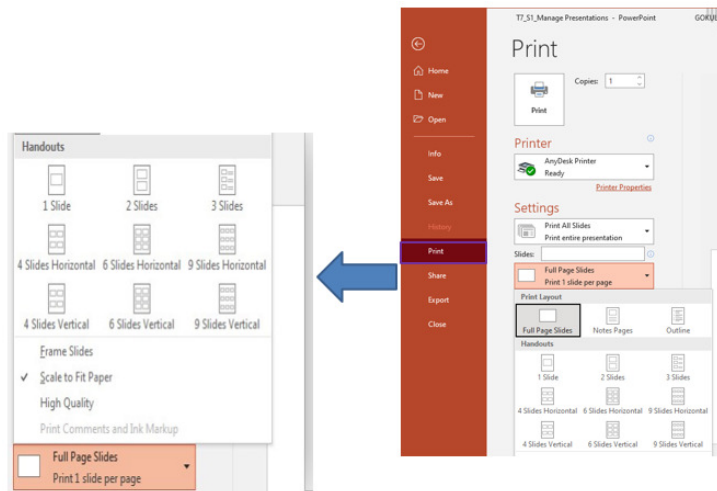 Handouts
1 Slide 2 Slides 3 Slides
4 Slides Horizontal 6 Slides Horizontal 9 Slides Horizontal
4 Slides Vertical 6 Slides Vertical 9 Slides Vertical
Frame Slides
✓ Scale to Fit Paper
High Quality
Print Comments and Ink Markup
Full Page Slides
Print 1 slide per page
T7_S1_Manage Presentations - PowerPoint
Home
New
Open
Info
Save
Save As
History
Print
Share
Export
Close
Print
Copies: 1
Print
Printer
AnyDesk Printer
Ready
Printer Properties
Settings
Print All Slides
Print entire presentation
Slides:
Full Page Slides
Print 1 slide per page
Print Layout
Full Page Slides Notes Pages Outline
Handouts
1 Slide 2 Slides 3 Slides
4 Slides Horizontal 6 Slides Horizontal 9 Slides Horizontal
4 Slides Vertical 6 Slides Vertical 9 Slides Vertical